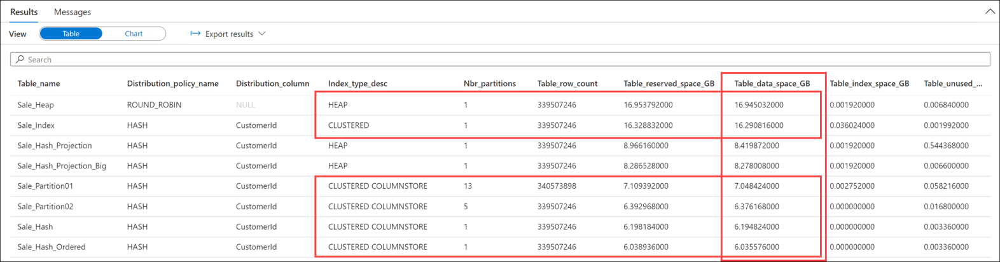 Results Messages
View Table Chart Export results
Search
Table_name Distribution_policy_name Distribution_column Index_type_desc Nbr_partitions Table_row_count Table_reserved_space_GB Table_data_space_GB Table_index_space_GB Table_unused_...
Sale_Heap ROUND_ROBIN NULL HEAP 1 339507246 16.953792000 16.945032000 0.001920000 0.006840000
Sale_Index HASH CustomerId CLUSTERED 1 339507246 16.328832000 16.290816000 0.036024000 0.001992000
Sale_Hash_Projection HASH CustomerId HEAP 1 339507246 8.966160000 8.419872000 0.001920000 0.544368000
Sale_Hash_Projection_Big HASH CustomerId HEAP 1 339507246 8.286528000 8.278008000 0.001920000 0.006600000
Sale_Partition01 HASH CustomerId CLUSTERED COLUMNSTORE 13 340573898 7.109392000 7.048424000 0.002752000 0.058216000
Sale_Partition02 HASH CustomerId CLUSTERED COLUMNSTORE 5 339507246 6.392968000 6.376168000 0.000000000 0.016800000
Sale_Hash HASH CustomerId CLUSTERED COLUMNSTORE 1 339507246 6.198184000 6.194824000 0.000000000 0.003360000
Sale_Hash_Ordered HASH CustomerId CLUSTERED COLUMNSTORE 1 339507246 6.038936000 6.035576000 0.000000000 0.003360000